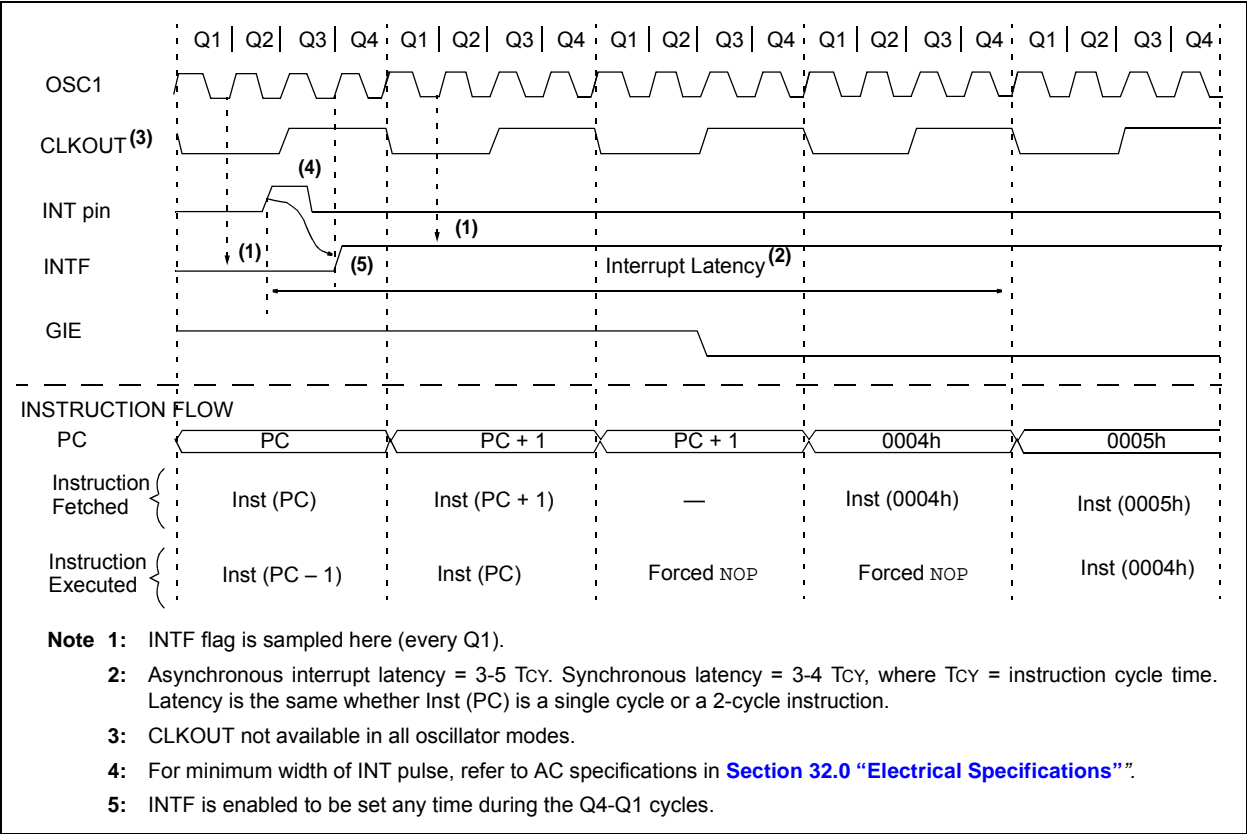 Q1 Q2 Q3 Q4 Q1 Q2 Q3 Q4 Q1 Q2 Q3 Q4 Q1 Q2 Q3 Q4 Q1 Q2 Q3 Q4
OSC1
CLKOUT(3)
(4)
INT pin
(1) (1)
INTF (5) Interrupt Latency(2)
GIE
INSTRUCTION FLOW
PC PC PC + 1 PC + 1 0004h 0005h
Instruction
Fetched Inst (PC) Inst (PC + 1) — Inst (0004h) Inst (0005h)
Instruction
Executed Inst (PC – 1) Inst (PC) Forced NOP Forced NOP Inst (0004h)
Note 1: INTF flag is sampled here (every Q1).
2: Asynchronous interrupt latency = 3-5 TCY. Synchronous latency = 3-4 TCY, where TCY = instruction cycle time.
Latency is the same whether Inst (PC) is a single cycle or a 2-cycle instruction.
3: CLKOUT not available in all oscillator modes.
4: For minimum width of INT pulse, refer to AC specifications in Section 32.0 “Electrical Specifications””.
5: INTF is enabled to be set any time during the Q4-Q1 cycles.